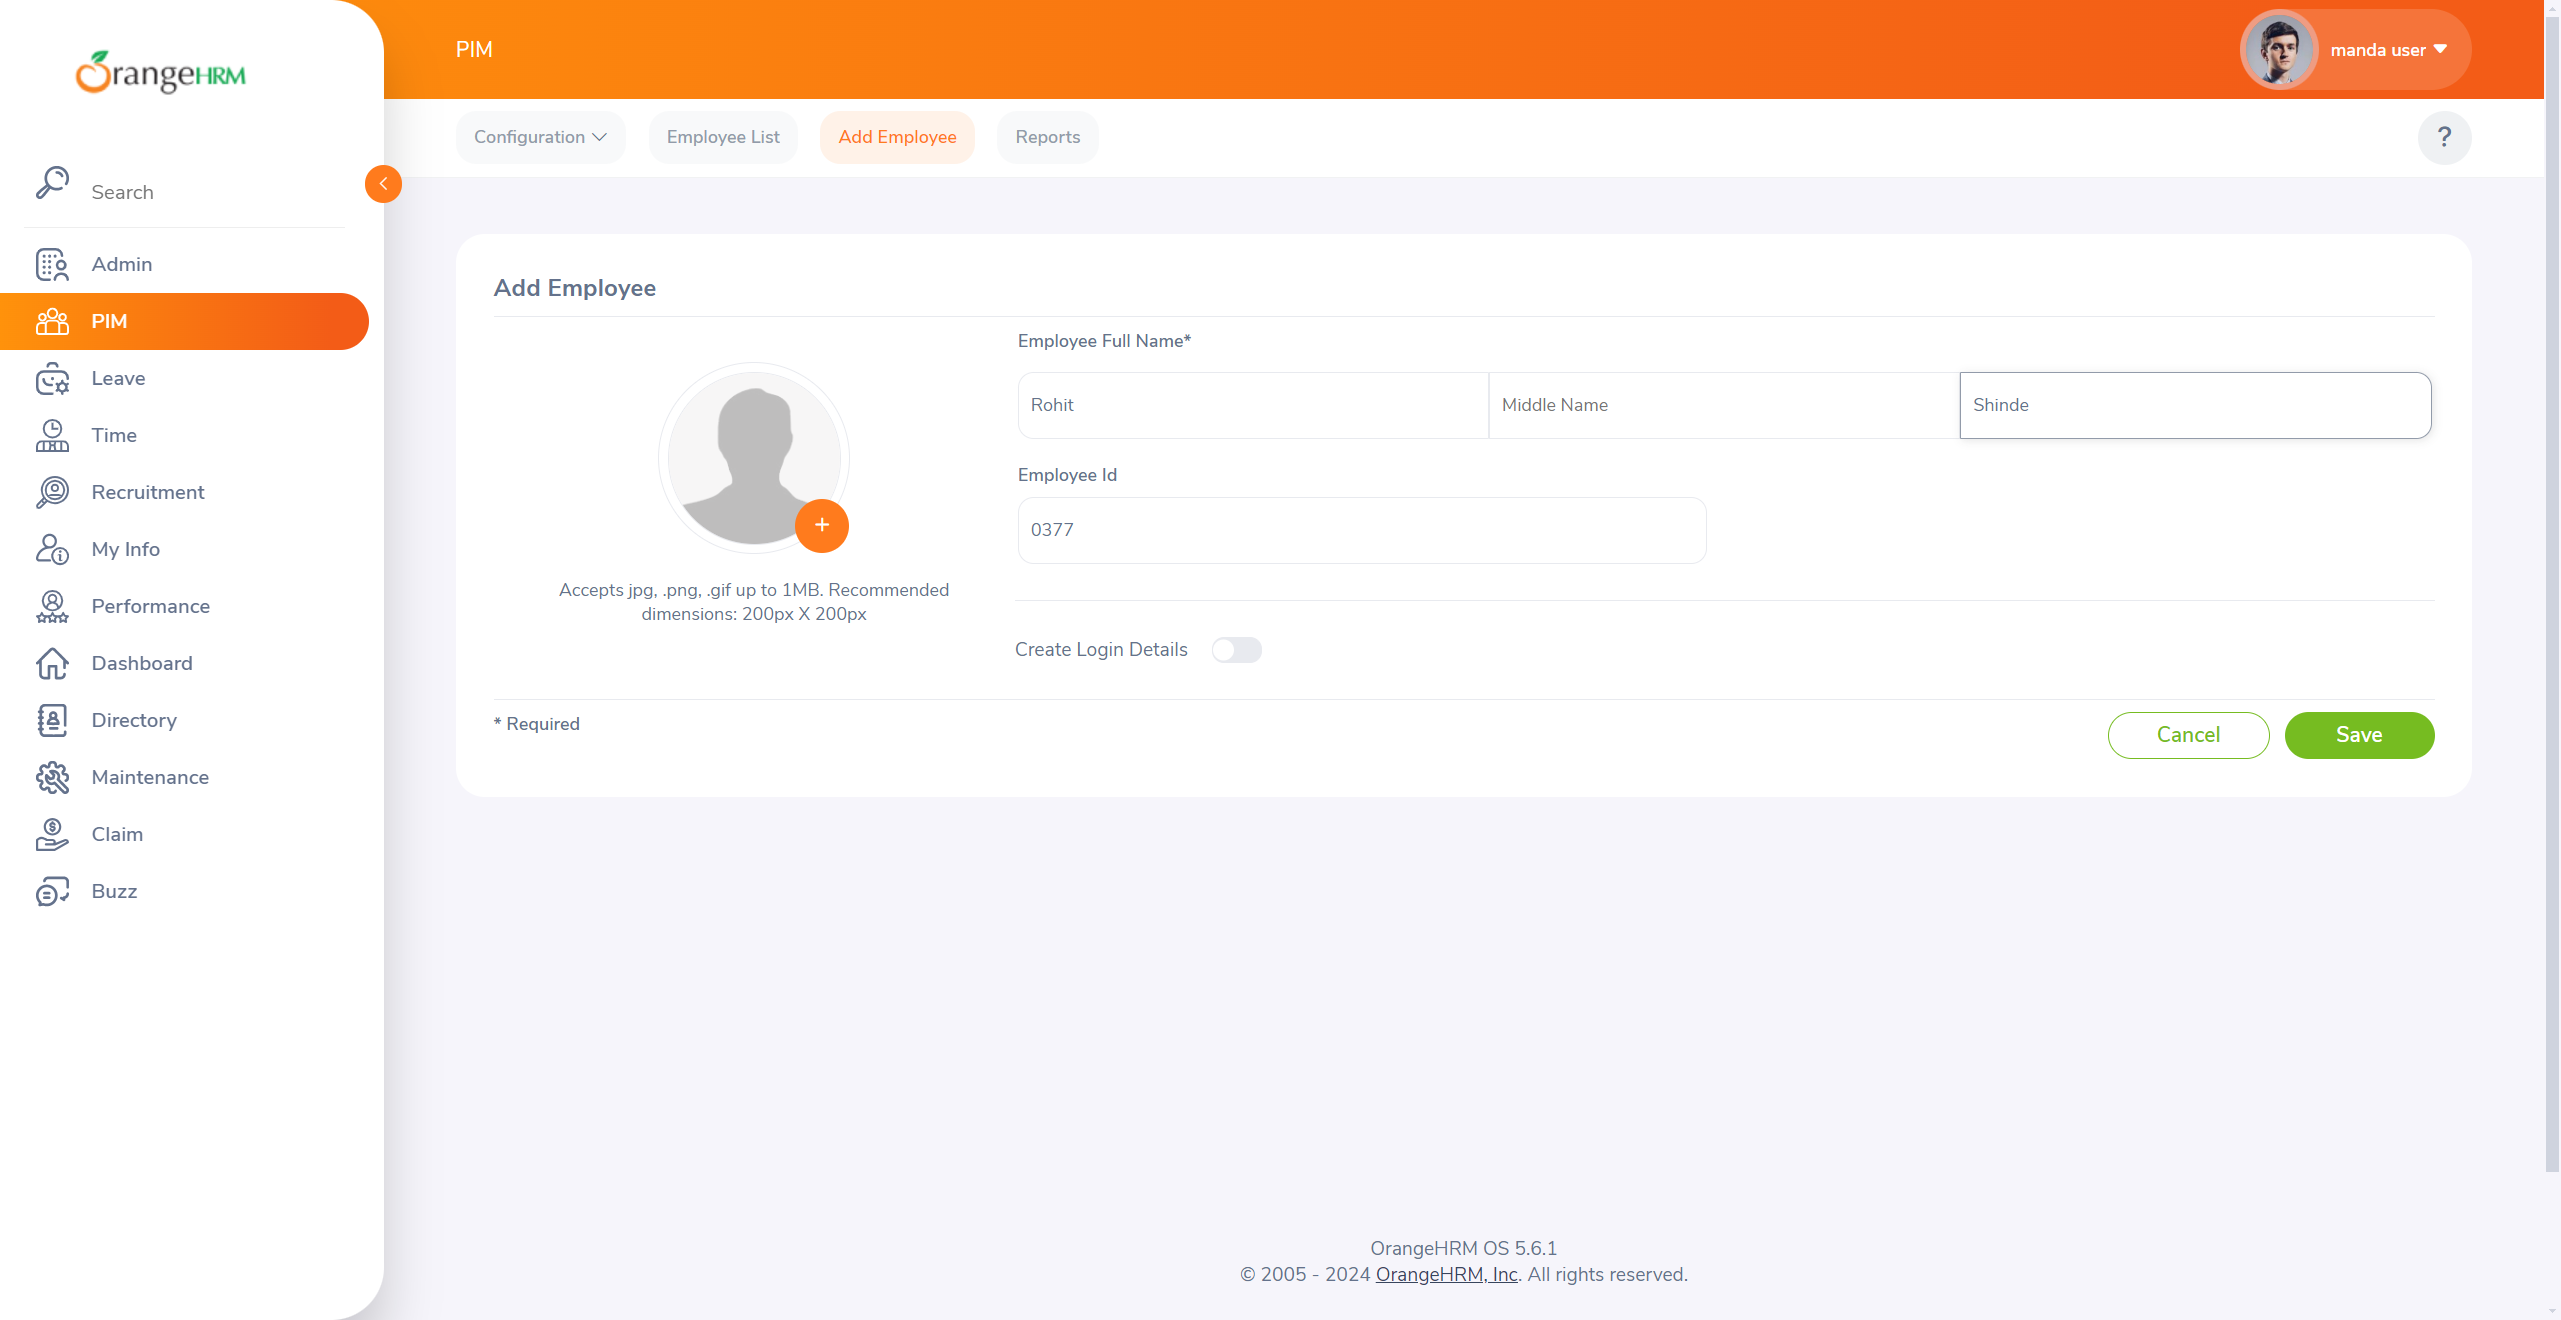 OrangeHRM
PIM
manda user
Configuration
Employee List
Add Employee
Reports
?
Search
Admin
PIM
Leave
Time
Recruitment
My Info
Performance
Dashboard
Directory
Maintenance
Claim
Buzz
Add Employee
Employee Full Name*
Rohit
Middle Name
Shinde
Employee Id
0377
Accepts jpg, .png, .gif up to 1MB. Recommended
dimensions: 200px X 200px
Create Login Details
* Required
Cancel
Save
OrangeHRM OS 5.6.1
© 2005 - 2024 OrangeHRM, Inc. All rights reserved.